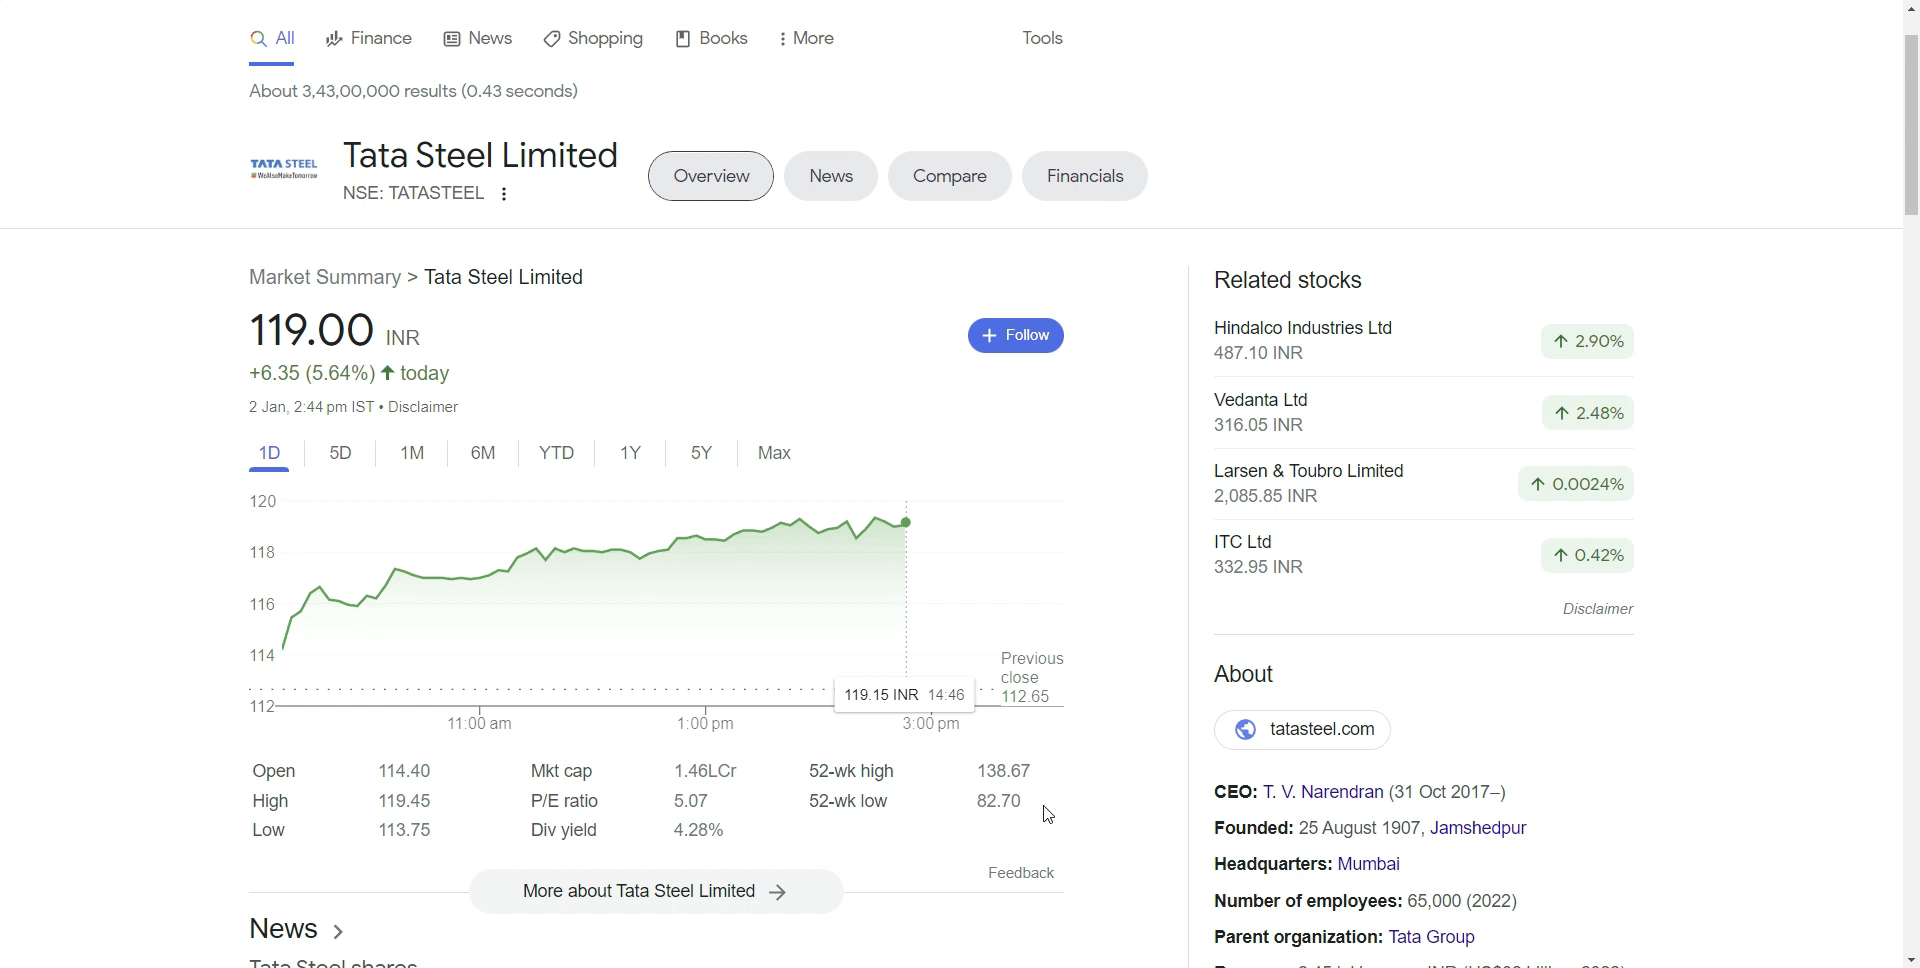 All Finance News Shopping Books More Tools
About 3,43,00,000 results (0.43 seconds)
TATA STEEL
# WeAlsoMakeTomorrow
Tata Steel Limited
NSE: TATASTEEL
Overview News Compare Financials
Market Summary > Tata Steel Limited
119.00 INR
+6.35 (5.64%) today
2 Jan, 2:44 pm IST • Disclaimer
+ Follow
1D 5D 1M 6M YTD 1Y 5Y Max
120
118
116
114
112
Previous
close
112.65
119.15 INR 14:46
11:00 am 1:00 pm 3:00 pm
Open 114.40 Mkt cap 1.46LCr 52-wk high 138.67
High 119.45 P/E ratio 5.07 52-wk low 82.70
Low 113.75 Div yield 4.28%
Feedback
More about Tata Steel Limited
News
Tata Steel shares
Related stocks
Hindalco Industries Ltd
487.10 INR
2.90%
Vedanta Ltd
316.05 INR
2.48%
Larsen & Toubro Limited
2,085.85 INR
0.0024%
ITC Ltd
332.95 INR
0.42%
Disclaimer
About
tatasteel.com
CEO: T. V. Narendran (31 Oct 2017–)
Founded: 25 August 1907, Jamshedpur
Headquarters: Mumbai
Number of employees: 65,000 (2022)
Parent organization: Tata Group